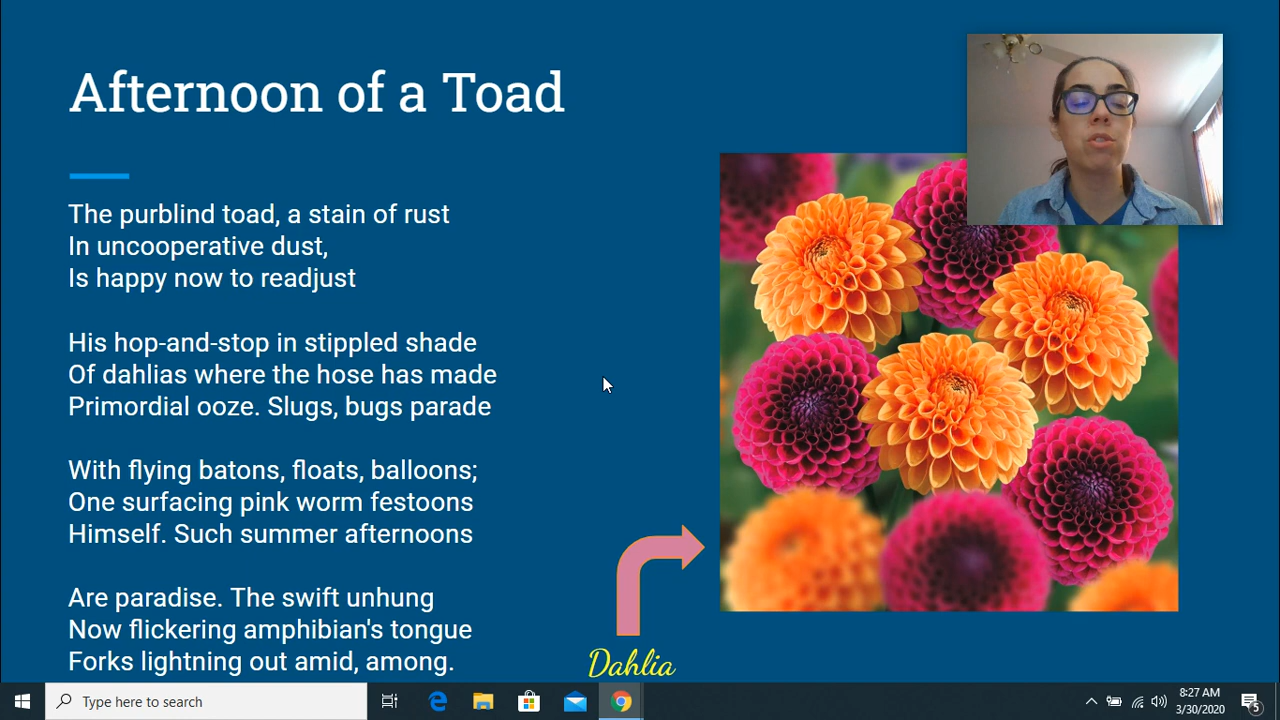 Afternoon of a Toad
The purblind toad, a stain of rust
In uncooperative dust,
Is happy now to readjust
His hop-and-stop in stippled shade
Of dahlias where the hose has made
Primordial ooze. Slugs, bugs parade
With flying batons, floats, balloons;
One surfacing pink worm festoons
Himself. Such summer afternoons
Are paradise. The swift unhung
Now flickering amphibian's tongue
Forks lightning out amid, among.
Dahlia
Type here to search
8:27 AM
3/30/2020
5